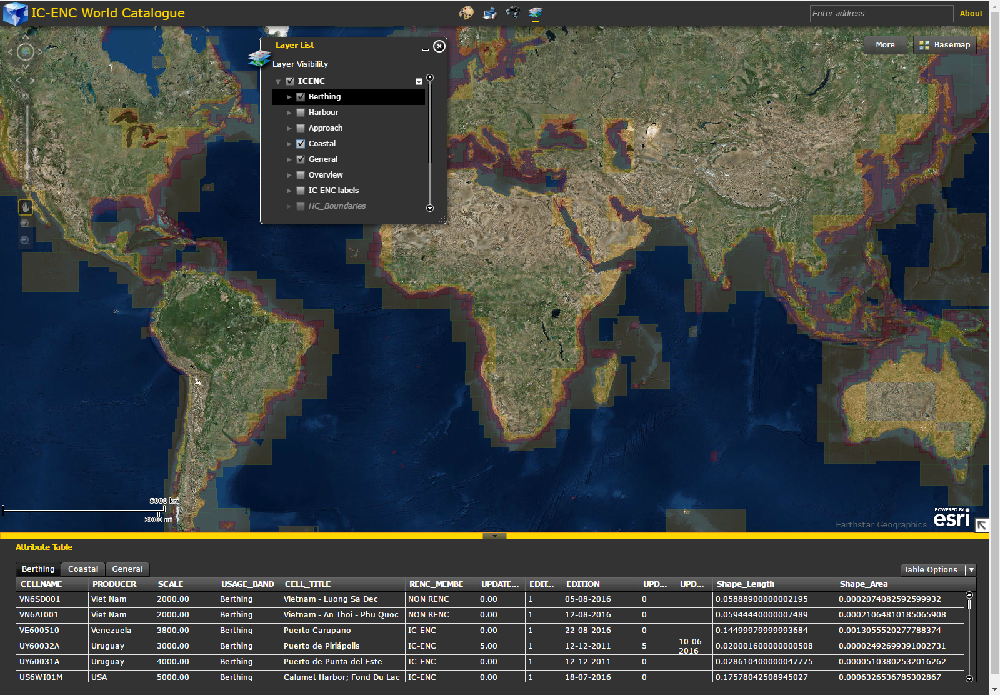 IC-ENC World Catalogue
Enter address
About
More
Basemap
Layer List
Layer Visibility
ICENC
Berthing
Harbour
Approach
Coastal
General
Overview
IC-ENC labels
HC_Boundaries
5000 km
3000 mi
Earthstar Geographics
POWERED BY
esri
Attribute Table
Berthing Coastal General
Table Options
CELLNAME PRODUCER SCALE USAGE_BAND CELL_TITLE RENC_MEMBE UPDATE... EDIT... EDITION UPD... UPD... Shape_Length Shape_Area
VN6SD001 Viet Nam 2000.00 Berthing Vietnam - Luong Sa Dec NON RENC 0.00 1 05-08-2016 0 0.05888900000002195 0.0002074082592599932
VN6AT001 Viet Nam 2000.00 Berthing Vietnam - An Thoi - Phu Quoc NON RENC 0.00 1 12-08-2016 0 0.05944440000007489 0.00021064810185065908
VE600510 Venezuela 3800.00 Berthing Puerto Carupano IC-ENC 0.00 1 22-08-2016 0 0.14499979999993684 0.0013055520277788374
UY60032A Uruguay 3000.00 Berthing Puerto de Piriápolis IC-ENC 5.00 1 12-12-2011 5 10-06-2016 0.020001600000000508 0.00002492699391002731
UY60031A Uruguay 4000.00 Berthing Puerto de Punta del Este IC-ENC 0.00 1 12-12-2011 0 0.028610400000047775 0.00005103802532016262
US6WI01M USA 5000.00 Berthing Calumet Harbor; Fond Du Lac IC-ENC 0.00 1 18-07-2016 0 0.17578042508945027 0.0006326536785302867